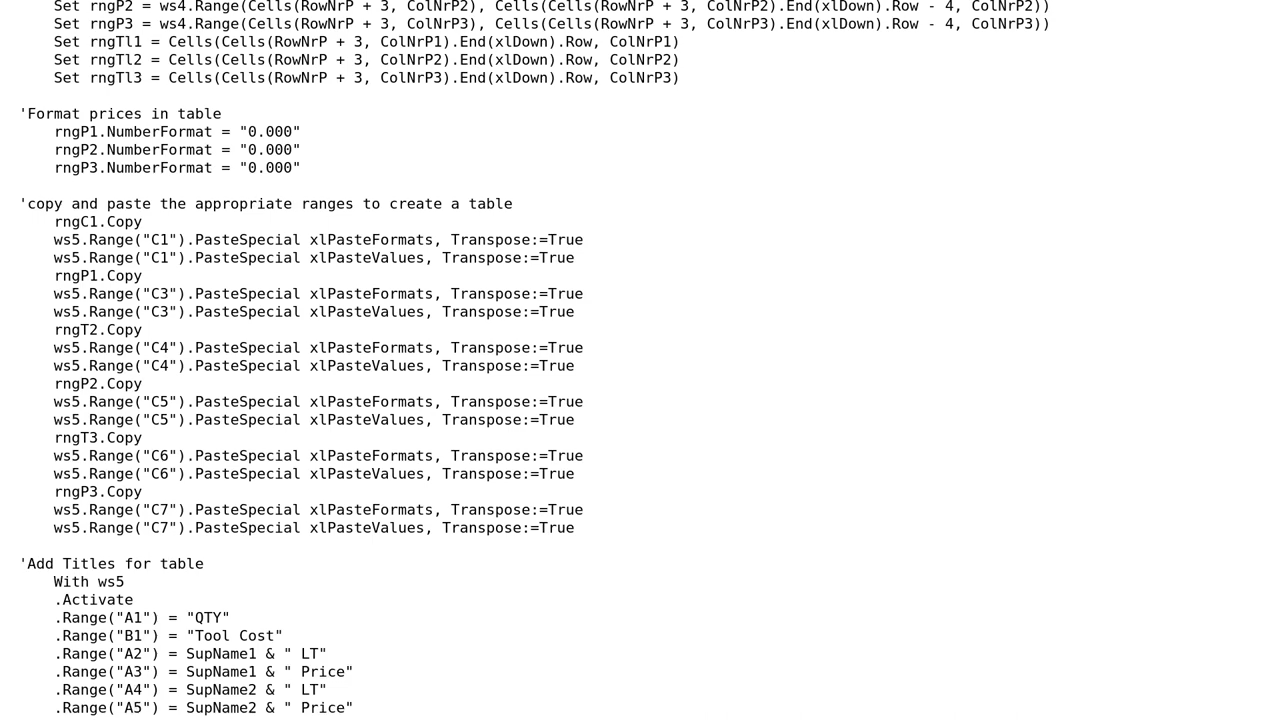 Set rngP2 = ws4.Range(Cells(RowNrP + 3, ColNrP2), Cells(Cells(RowNrP + 3, ColNrP2).End(xlDown).Row - 4, ColNrP2))
Set rngP3 = ws4.Range(Cells(RowNrP + 3, ColNrP3), Cells(Cells(RowNrP + 3, ColNrP3).End(xlDown).Row - 4, ColNrP3))
Set rngTl1 = Cells(Cells(RowNrP + 3, ColNrP1).End(xlDown).Row, ColNrP1)
Set rngTl2 = Cells(Cells(RowNrP + 3, ColNrP2).End(xlDown).Row, ColNrP2)
Set rngTl3 = Cells(Cells(RowNrP + 3, ColNrP3).End(xlDown).Row, ColNrP3)
'Format prices in table
rngP1.NumberFormat = "0.000"
rngP2.NumberFormat = "0.000"
rngP3.NumberFormat = "0.000"
'copy and paste the appropriate ranges to create a table
rngC1.Copy
ws5.Range("C1").PasteSpecial xlPasteFormats, Transpose:=True
ws5.Range("C1").PasteSpecial xlPasteValues, Transpose:=True
rngP1.Copy
ws5.Range("C3").PasteSpecial xlPasteFormats, Transpose:=True
ws5.Range("C3").PasteSpecial xlPasteValues, Transpose:=True
rngT2.Copy
ws5.Range("C4").PasteSpecial xlPasteFormats, Transpose:=True
ws5.Range("C4").PasteSpecial xlPasteValues, Transpose:=True
rngP2.Copy
ws5.Range("C5").PasteSpecial xlPasteFormats, Transpose:=True
ws5.Range("C5").PasteSpecial xlPasteValues, Transpose:=True
rngT3.Copy
ws5.Range("C6").PasteSpecial xlPasteFormats, Transpose:=True
ws5.Range("C6").PasteSpecial xlPasteValues, Transpose:=True
rngP3.Copy
ws5.Range("C7").PasteSpecial xlPasteFormats, Transpose:=True
ws5.Range("C7").PasteSpecial xlPasteValues, Transpose:=True
'Add Titles for table
With ws5
.Activate
.Range("A1") = "QTY"
.Range("B1") = "Tool Cost"
.Range("A2") = SupName1 & " LT"
.Range("A3") = SupName1 & " Price"
.Range("A4") = SupName2 & " LT"
.Range("A5") = SupName2 & " Price"